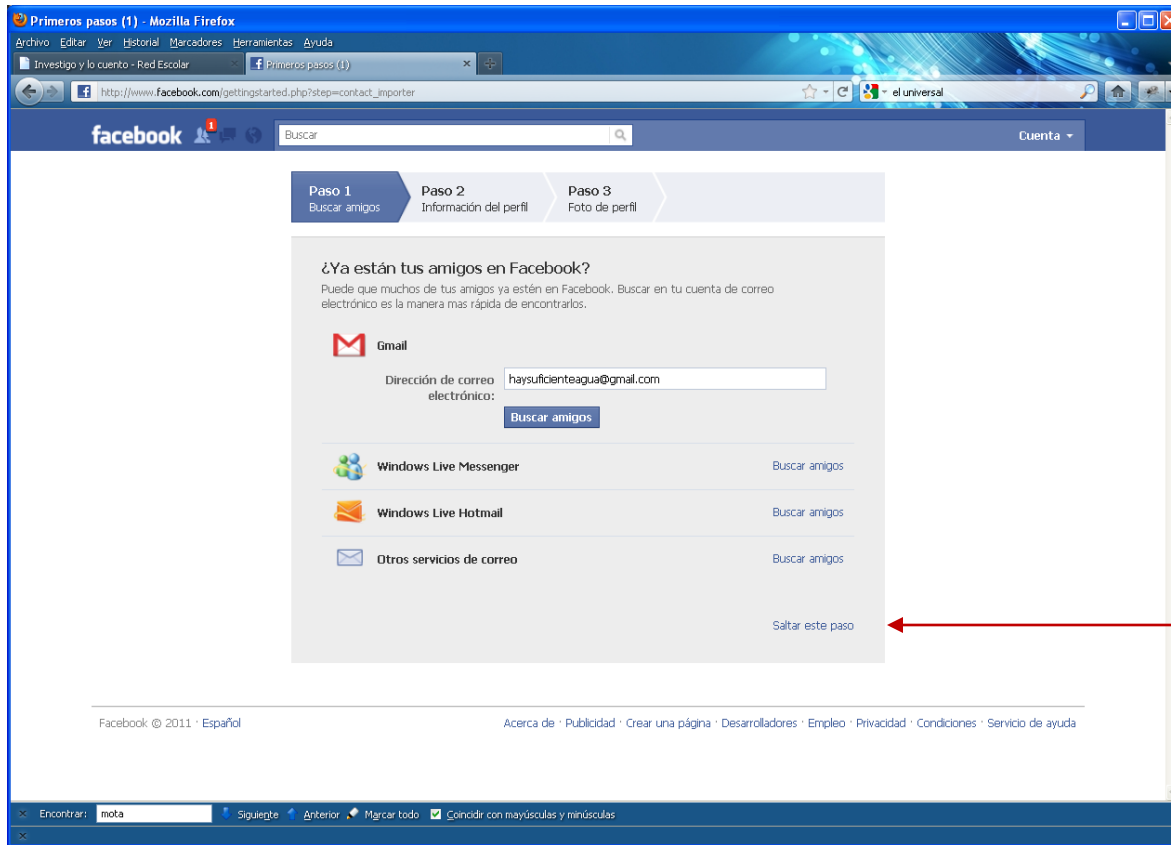 Primeros pasos (1) - Mozilla Firefox
Archivo Editar Ver Historial Marcadores Herramientas Ayuda
Investigo y lo cuento - Red Escolar
Primeros pasos (1)
http://www.facebook.com/gettingstarted.php?step=contact_importer
el universal
facebook 1 Buscar Cuenta
Paso 1 Paso 2 Paso 3
Buscar amigos Información del perfil Foto de perfil
¿Ya están tus amigos en Facebook?
Puede que muchos de tus amigos ya estén en Facebook. Buscar en tu cuenta de correo
electrónico es la manera mas rápida de encontrarlos.
Gmail
Dirección de correo haysuficienteagua@gmail.com
electrónico:
Buscar amigos
Windows Live Messenger Buscar amigos
Windows Live Hotmail Buscar amigos
Otros servicios de correo Buscar amigos
Saltar este paso
Facebook © 2011 · Español Acerca de · Publicidad · Crear una página · Desarrolladores · Empleo · Privacidad · Condiciones · Servicio de ayuda
Encontrar: mota Siguiente Anterior Marcar todo Coincidir con mayúsculas y minúsculas